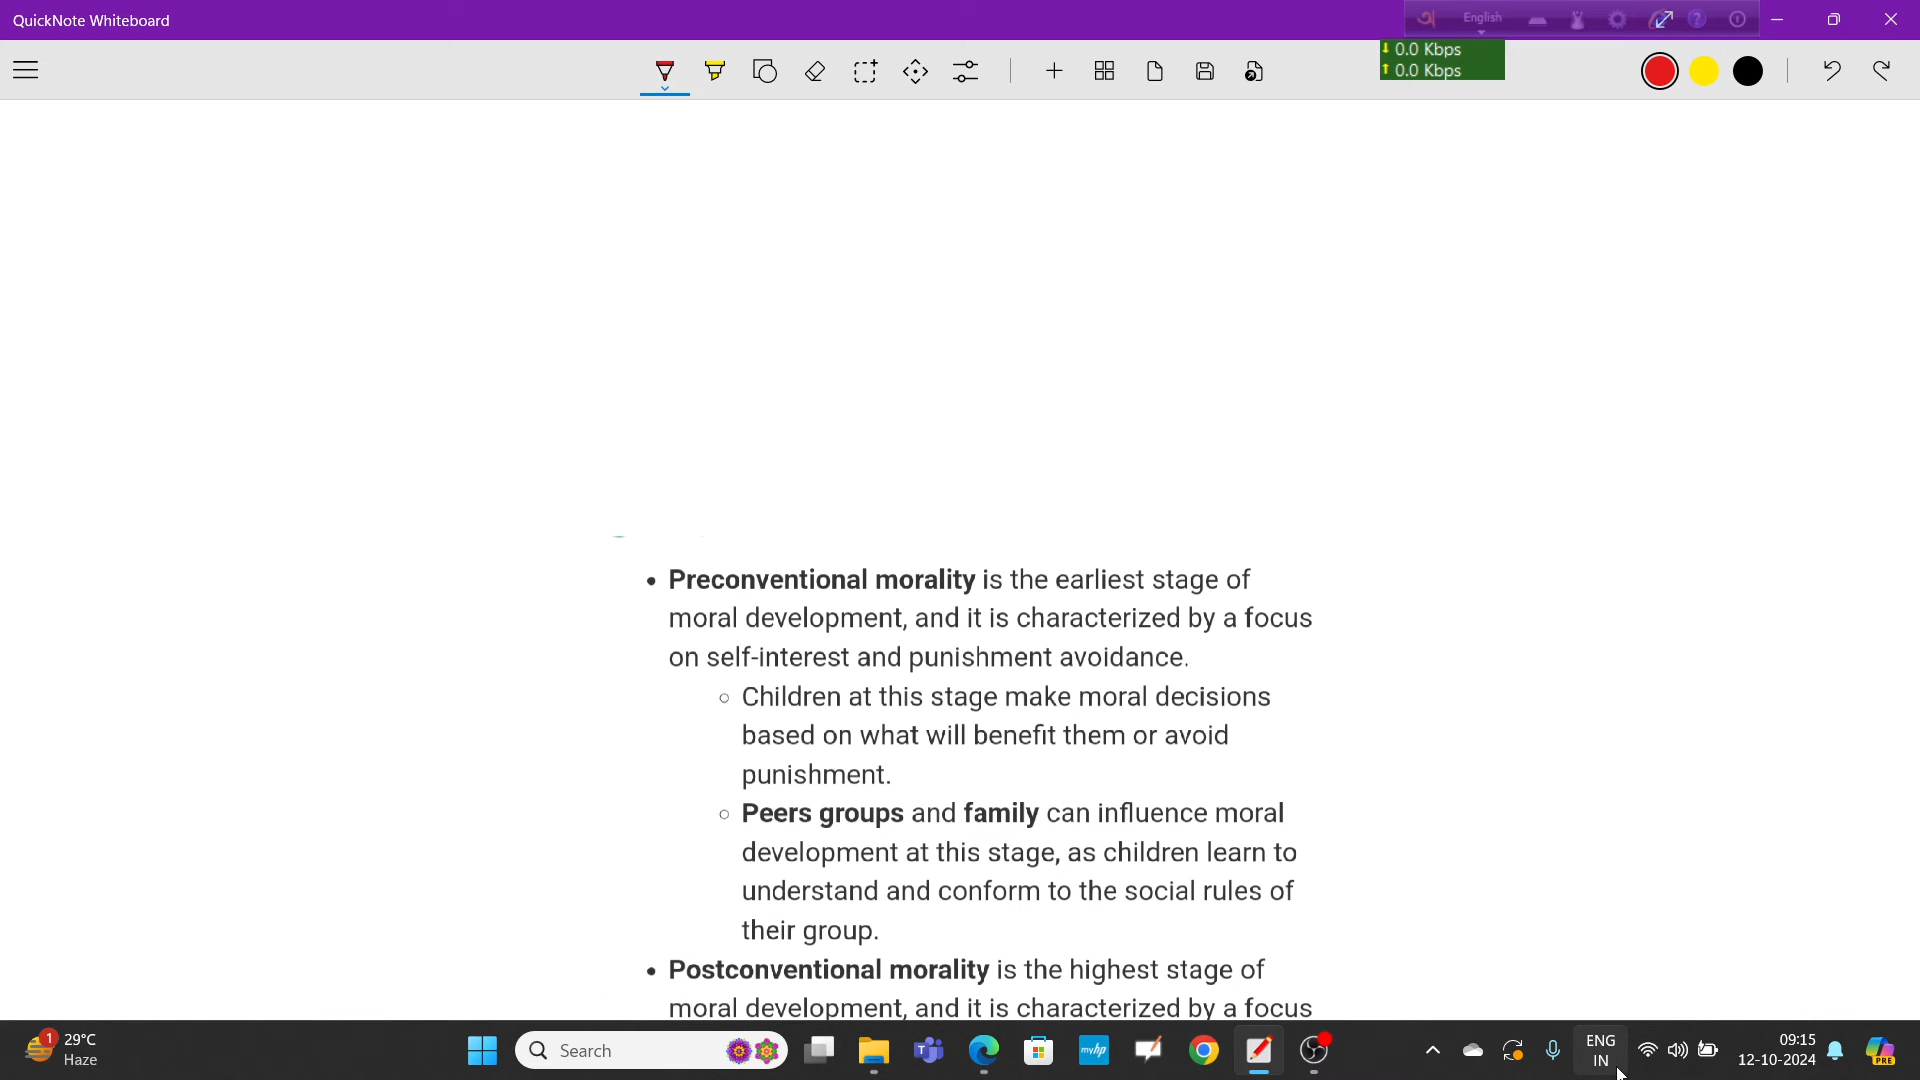 QuickNote Whiteboard
English
0.0 Kbps
0.0 Kbps
• Preconventional morality is the earliest stage of
moral development, and it is characterized by a focus
on self-interest and punishment avoidance.
○ Children at this stage make moral decisions
based on what will benefit them or avoid
punishment.
○ Peers groups and family can influence moral
development at this stage, as children learn to
understand and conform to the social rules of
their group.
• Postconventional morality is the highest stage of
moral development, and it is characterized by a focus
1
29°C
Haze
Search
myhp
ENG
IN
09:15
12-10-2024
PRE